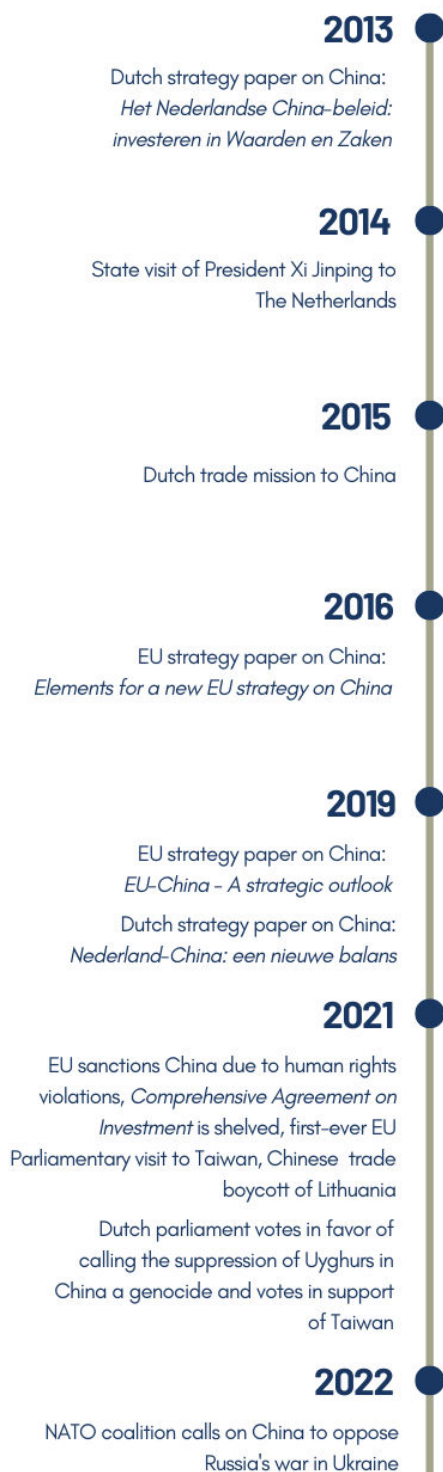 2013
Dutch strategy paper on China:
Het Nederlandse China-beleid:
investeren in Waarden en Zaken
2014
State visit of President Xi Jinping to
The Netherlands
2015
Dutch trade mission to China
2016
EU strategy paper on China:
Elements for a new EU strategy on China
2019
EU strategy paper on China:
EU-China - A strategic outlook
Dutch strategy paper on China:
Nederland-China: een nieuwe balans
2021
EU sanctions China due to human rights
violations, Comprehensive Agreement on
Investment is shelved, first-ever EU
Parliamentary visit to Taiwan, Chinese trade
boycott of Lithuania
Dutch parliament votes in favor of
calling the suppression of Uyghurs in
China a genocide and votes in support
of Taiwan
2022
NATO coalition calls on China to oppose
Russia's war in Ukraine